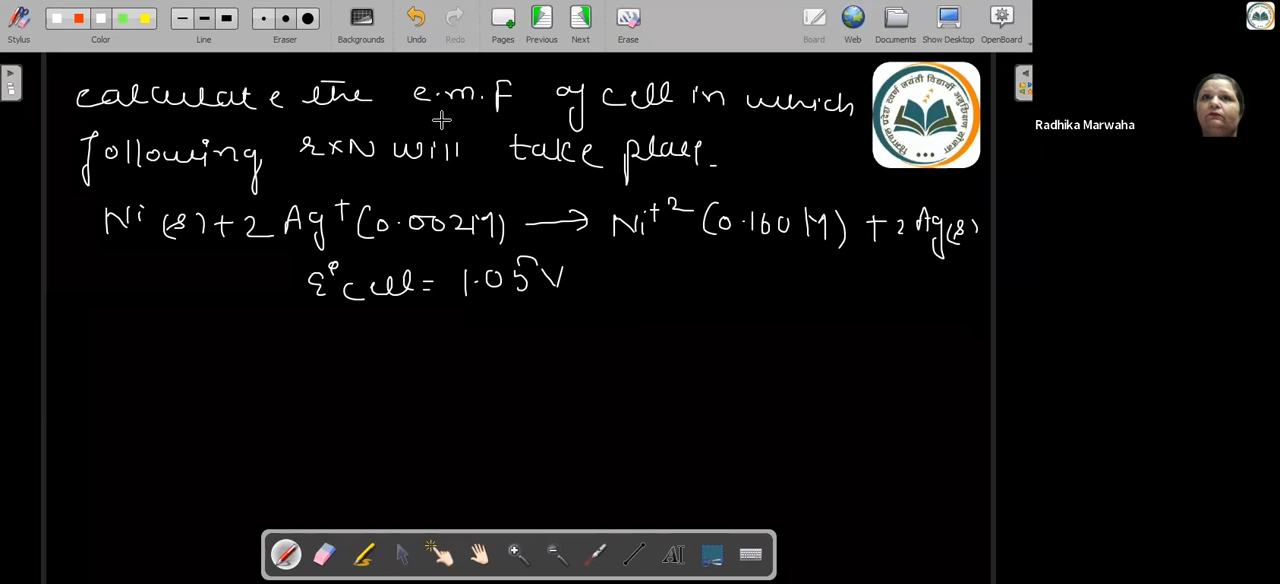 Stylus Color Line Eraser Backgrounds Undo Redo Pages Previous Next Erase Board Web Documents Show Desktop OpenBoard
calculate the e.m.f of cell in which
following rxN will take place.
Ni(s) + 2 Ag⁺ (0.002M) ⟶ Ni⁺² (0.160 M) + 2 Ag(s)
E°cell = 1.05 V
Radhika Marwaha